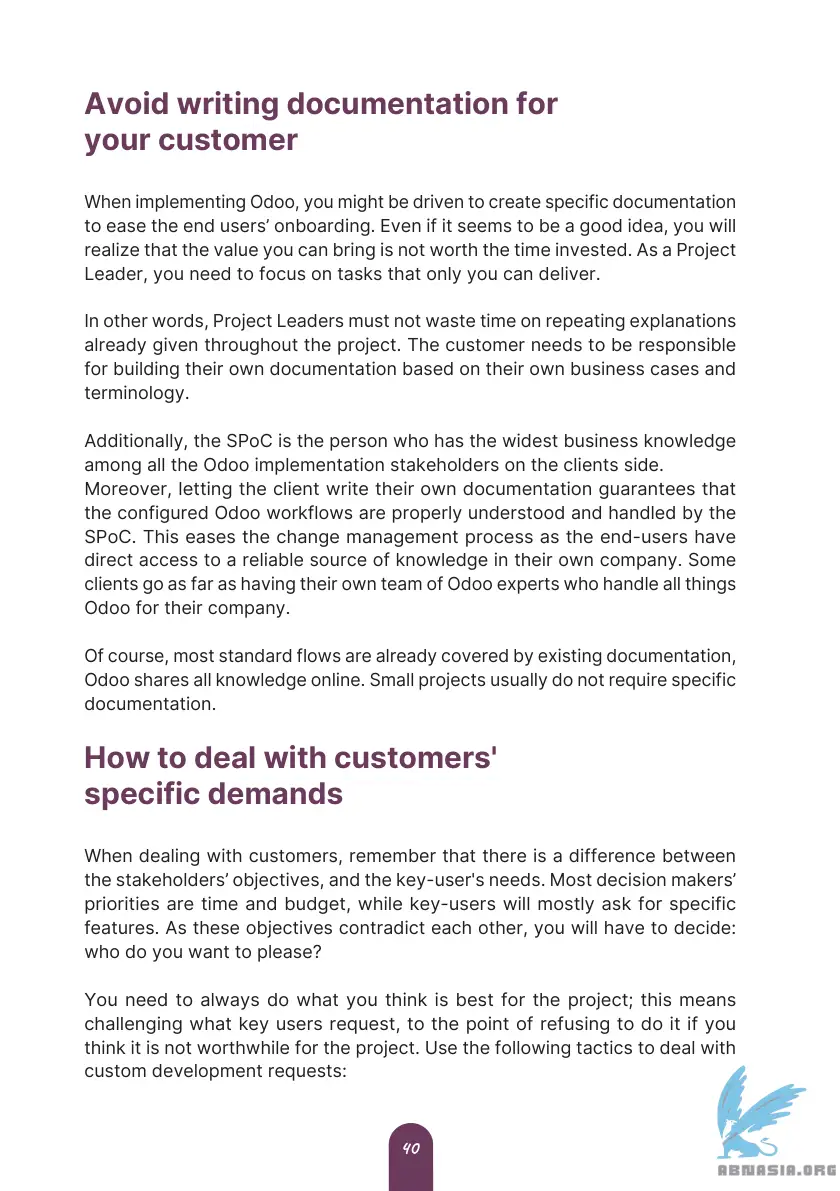 Avoid writing documentation for
your customer
When implementing Odoo, you might be driven to create specific documentation
to ease the end users’ onboarding. Even if it seems to be a good idea, you will
realize that the value you can bring is not worth the time invested. As a Project
Leader, you need to focus on tasks that only you can deliver.
In other words, Project Leaders must not waste time on repeating explanations
already given throughout the project. The customer needs to be responsible
for building their own documentation based on their own business cases and
terminology.
Additionally, the SPoC is the person who has the widest business knowledge
among all the Odoo implementation stakeholders on the clients side.
Moreover, letting the client write their own documentation guarantees that
the configured Odoo workflows are properly understood and handled by the
SPoC. This eases the change management process as the end-users have
direct access to a reliable source of knowledge in their own company. Some
clients go as far as having their own team of Odoo experts who handle all things
Odoo for their company.
Of course, most standard flows are already covered by existing documentation,
Odoo shares all knowledge online. Small projects usually do not require specific
documentation.
How to deal with customers'
specific demands
When dealing with customers, remember that there is a difference between
the stakeholders’ objectives, and the key-user's needs. Most decision makers’
priorities are time and budget, while key-users will mostly ask for specific
features. As these objectives contradict each other, you will have to decide:
who do you want to please?
You need to always do what you think is best for the project; this means
challenging what key users request, to the point of refusing to do it if you
think it is not worthwhile for the project. Use the following tactics to deal with
custom development requests:
40
ABNASIA.ORG